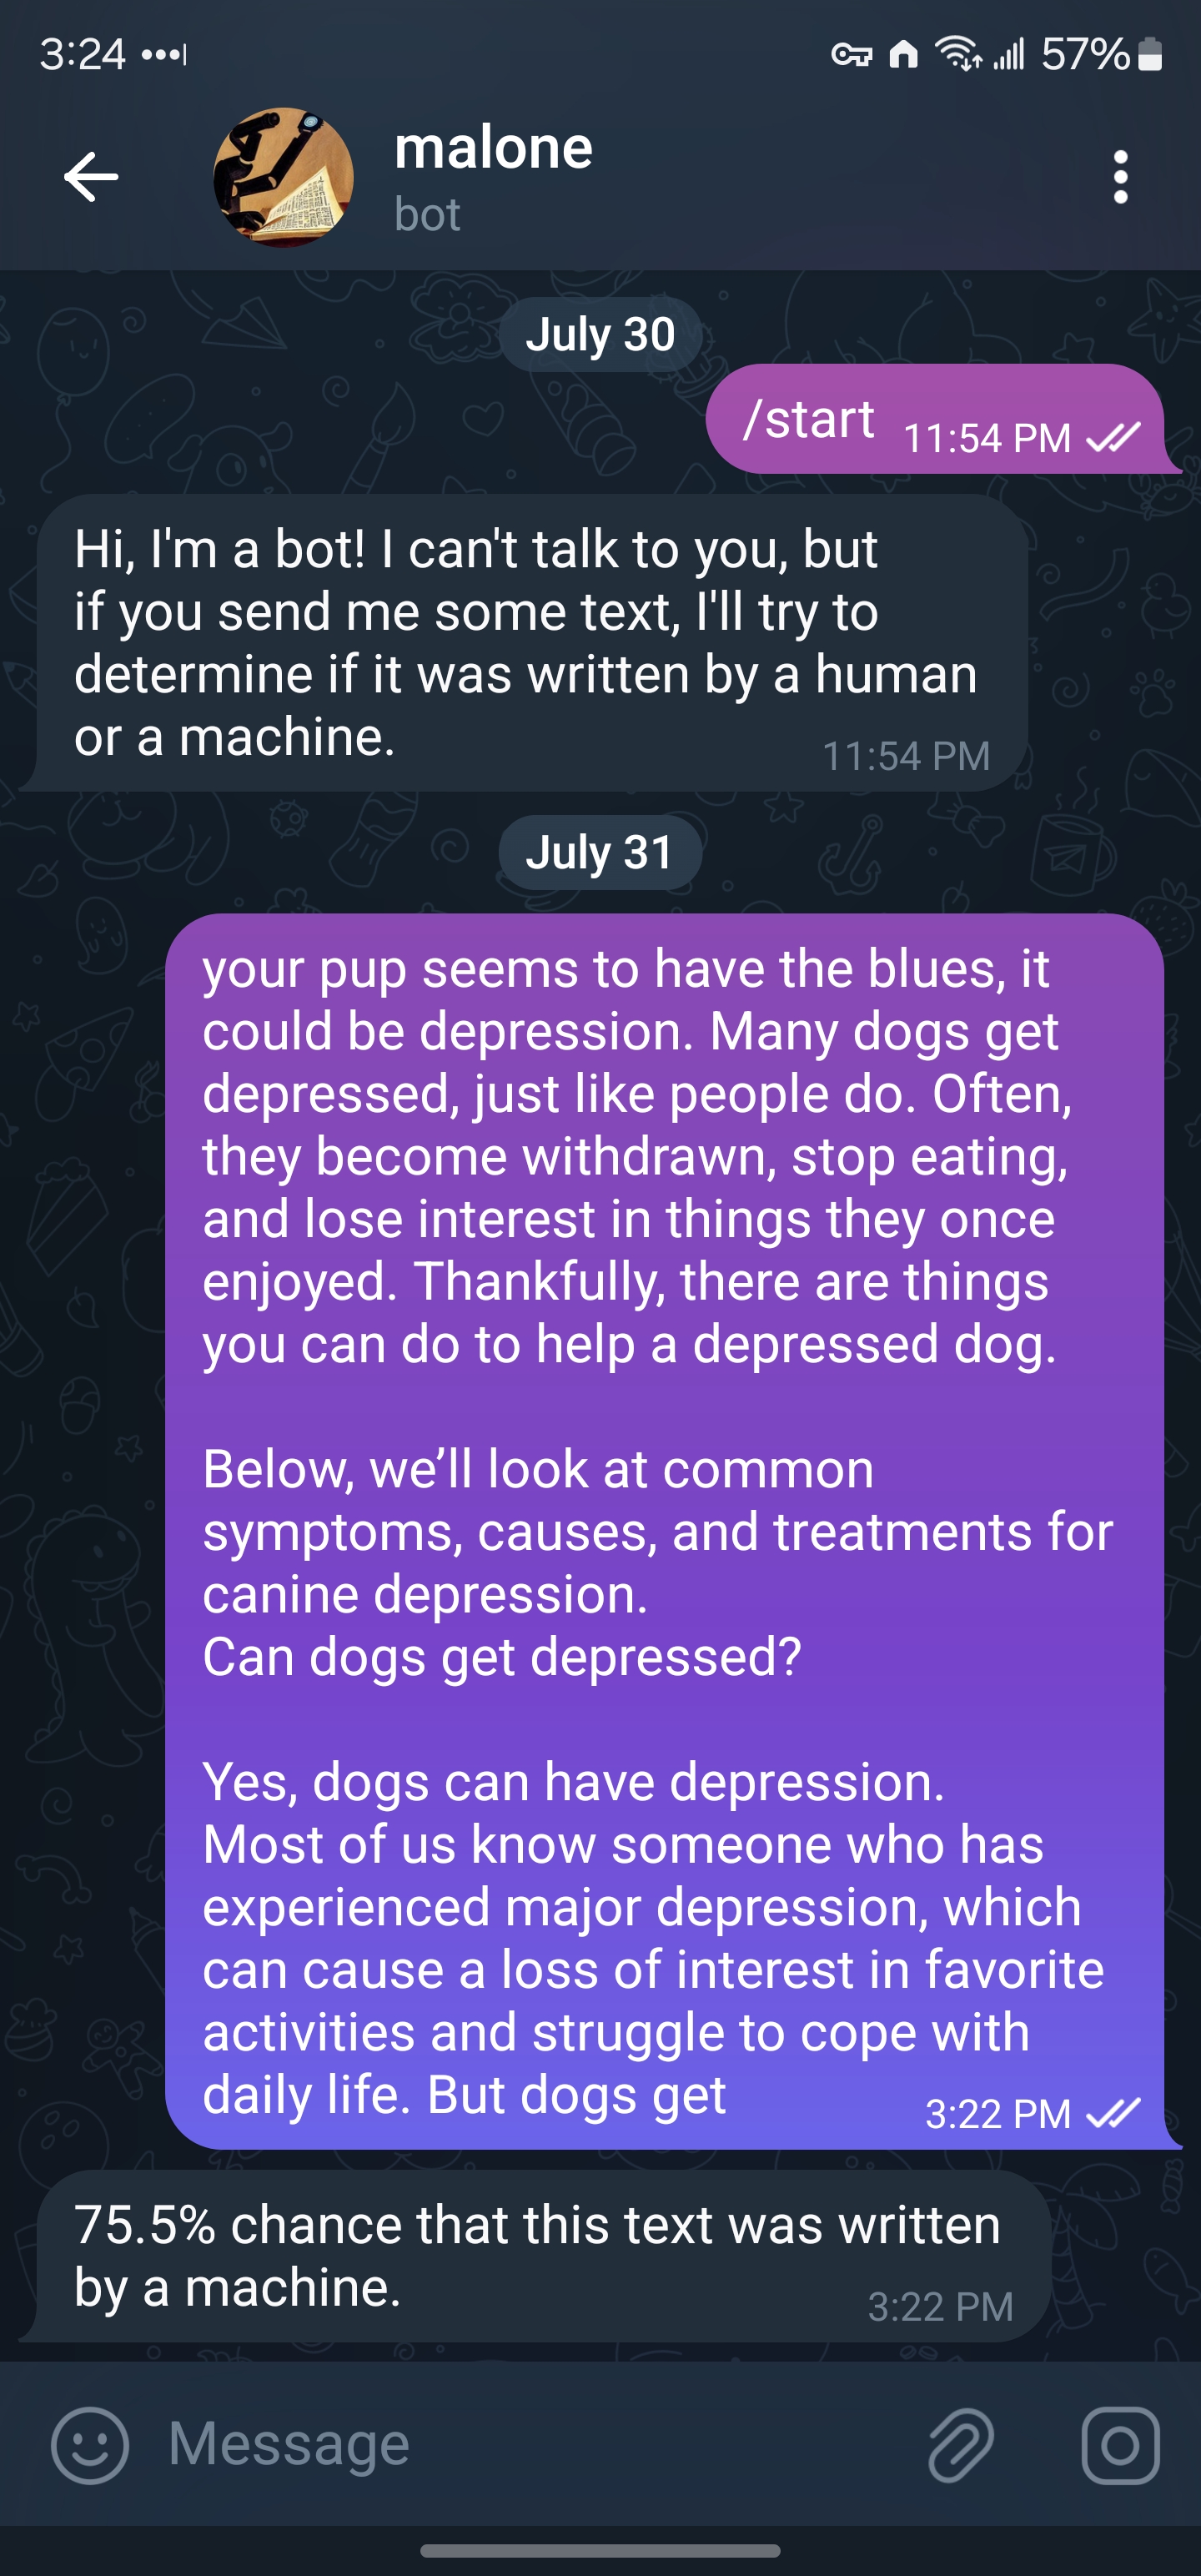 3:24
57%
malone
bot
July 30
/start 11:54 PM
Hi, I'm a bot! I can't talk to you, but
if you send me some text, I'll try to
determine if it was written by a human
or a machine.
11:54 PM
July 31
your pup seems to have the blues, it
could be depression. Many dogs get
depressed, just like people do. Often,
they become withdrawn, stop eating,
and lose interest in things they once
enjoyed. Thankfully, there are things
you can do to help a depressed dog.
Below, we’ll look at common
symptoms, causes, and treatments for
canine depression.
Can dogs get depressed?
Yes, dogs can have depression.
Most of us know someone who has
experienced major depression, which
can cause a loss of interest in favorite
activities and struggle to cope with
daily life. But dogs get
3:22 PM
75.5% chance that this text was written
by a machine.
3:22 PM
Message